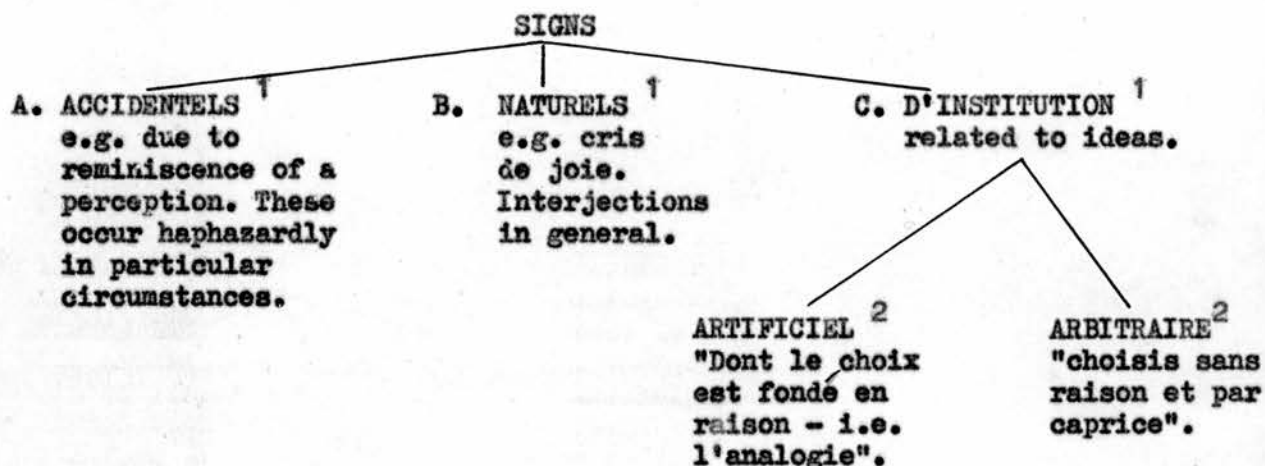 SIGNS
A. ACCIDENTELS 1
e.g. due to
reminiscence of a
perception. These
occur haphazardly
in particular
circumstances.
B. NATURELS 1
e.g. cris
de joie.
Interjections
in general.
C. D'INSTITUTION 1
related to ideas.
ARTIFICIEL 2
"Dont le choix
est fondé en
raison - i.e.
l'analogie".
ARBITRAIRE 2
"choisis sans
raison et par
caprice".